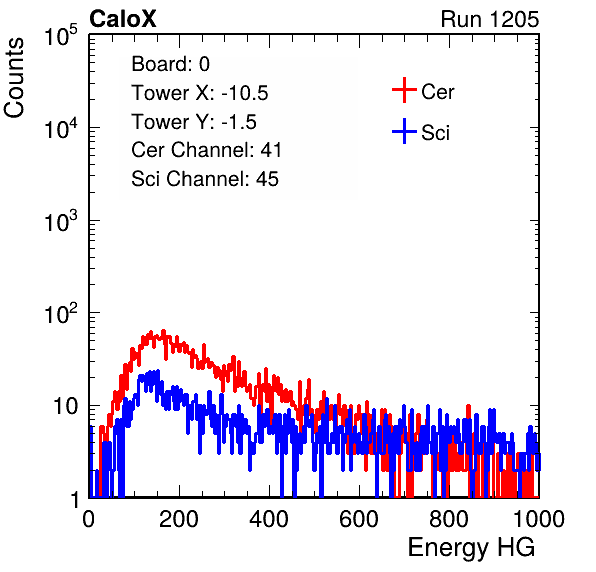 CaloX Run 1205
Counts
Board: 0
Tower X: -10.5
Tower Y: -1.5
Cer Channel: 41
Sci Channel: 45
Cer
Sci
10^5
10^4
10^3
10^2
10
1
0 200 400 600 800 1000
Energy HG